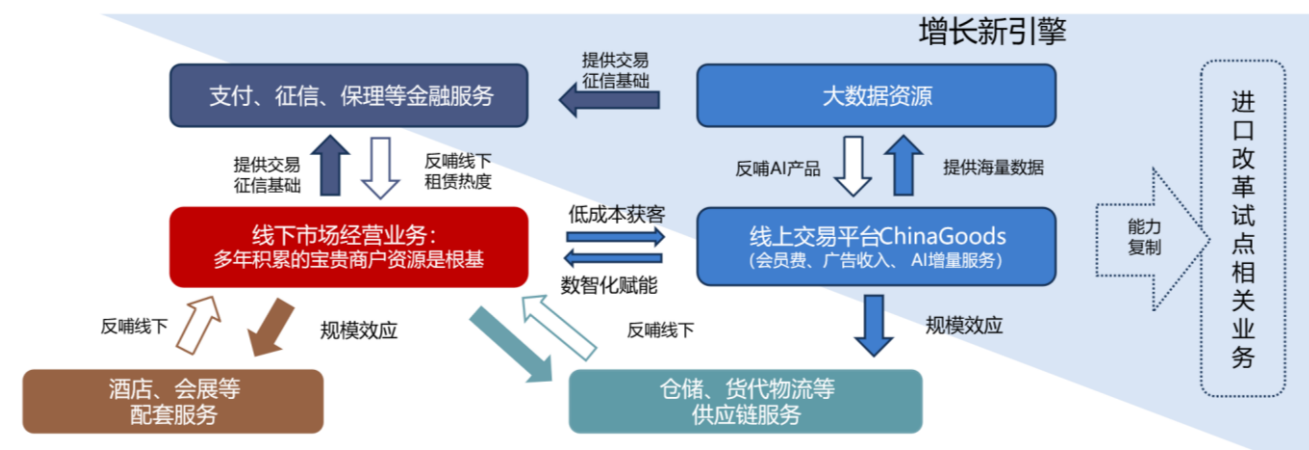 增长新引擎
提供交易
征信基础
支付、征信、保理等金融服务
大数据资源
提供交易
征信基础
反哺线下
租赁热度
反哺AI产品
提供海量数据
线下市场经营业务：
多年积累的宝贵商户资源是根基
低成本获客
数智化赋能
线上交易平台ChinaGoods
（会员费、广告收入、 AI增量服务）
能力
复制
进口改革试点相关业务
反哺线下
规模效应
反哺线下
规模效应
酒店、会展等
配套服务
仓储、货代物流等
供应链服务